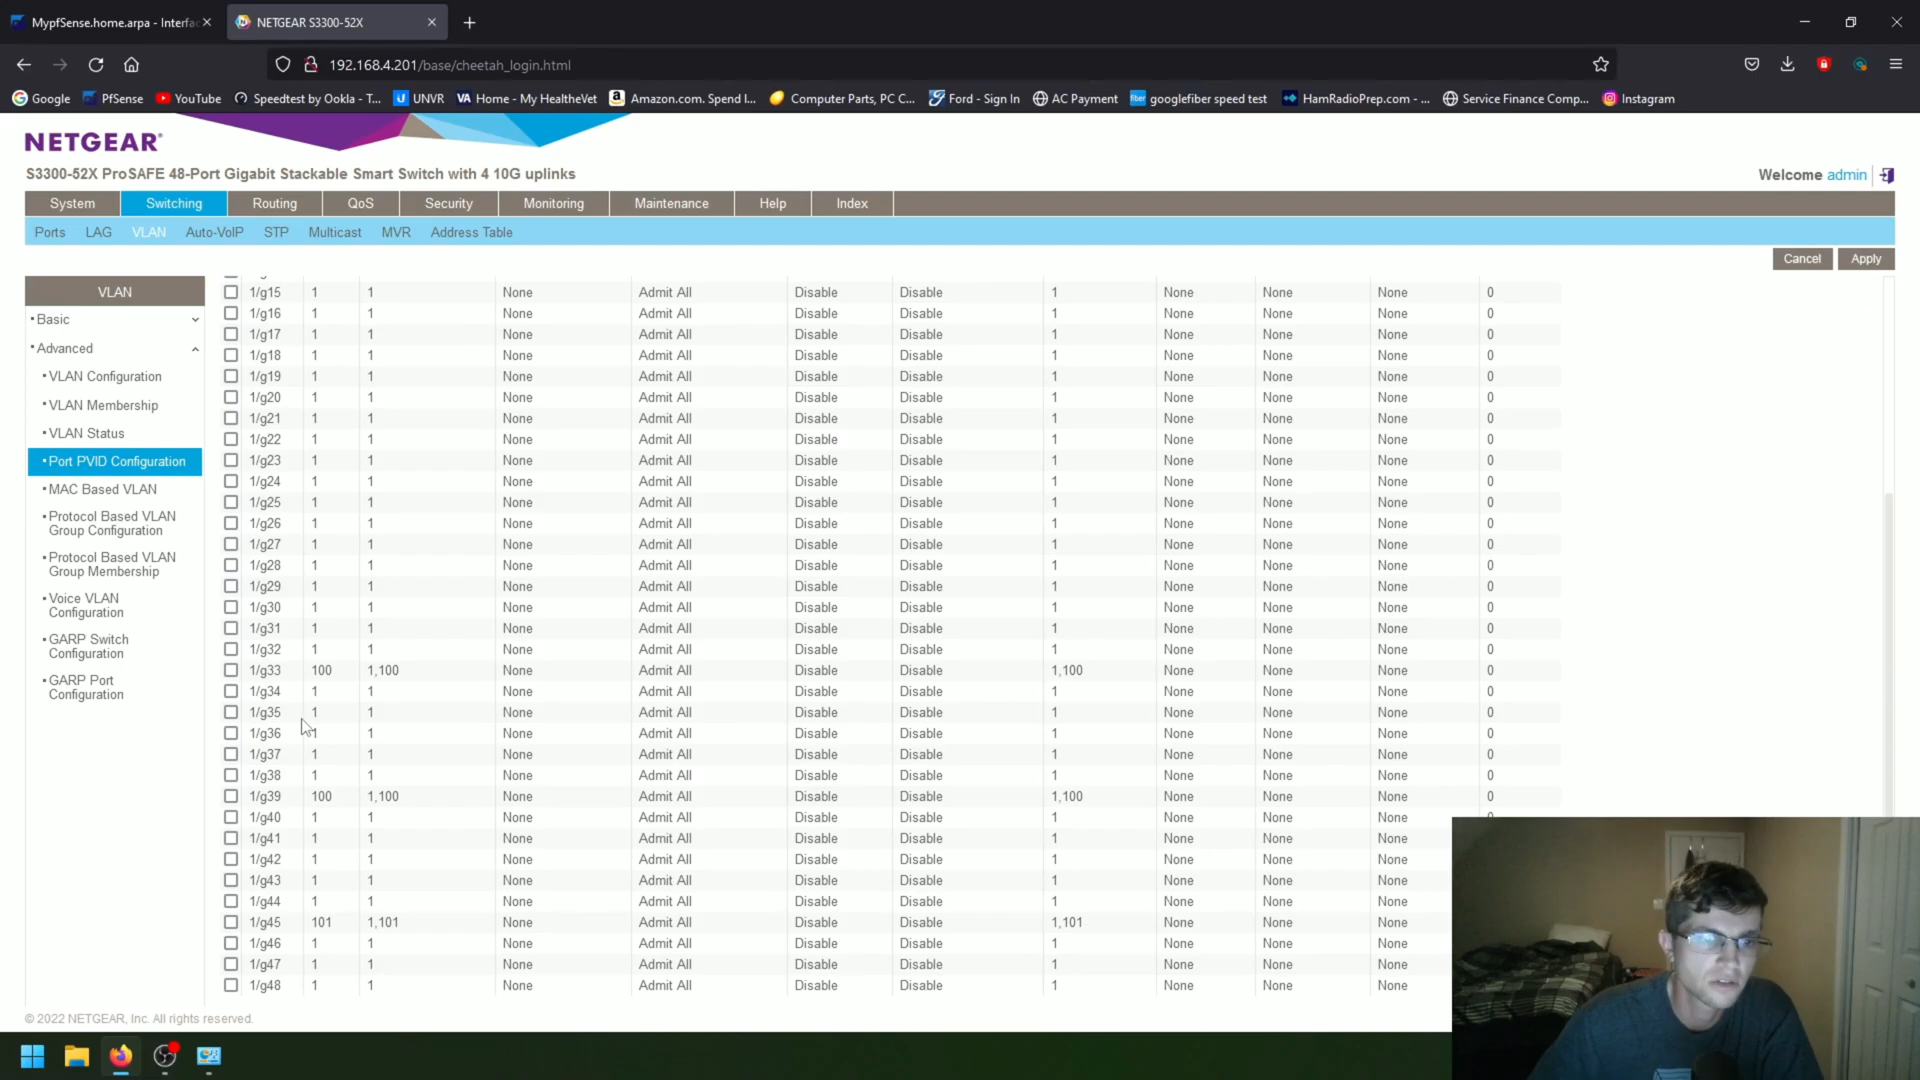 MypfSense.home.arpa - Interfa
NETGEAR S3300-52X
192.168.4.201/base/cheetah_login.html
Google PfSense YouTube Speedtest by Ookla - T... UNVR Home - My HealtheVet Amazon.com. Spend l... Computer Parts, PC C... Ford - Sign In AC Payment googlefiber speed test HamRadioPrep.com - ... Service Finance Comp... Instagram
NETGEAR®
S3300-52X ProSAFE 48-Port Gigabit Stackable Smart Switch with 4 10G uplinks
Welcome admin
System Switching Routing QoS Security Monitoring Maintenance Help Index
Ports LAG VLAN Auto-VoIP STP Multicast MVR Address Table
Cancel Apply
VLAN
Basic
Advanced
VLAN Configuration
VLAN Membership
VLAN Status
Port PVID Configuration
MAC Based VLAN
Protocol Based VLAN
Group Configuration
Protocol Based VLAN
Group Membership
Voice VLAN
Configuration
GARP Switch
Configuration
GARP Port
Configuration
1/g15 1 1 None Admit All Disable Disable 1 None None None 0
1/g16 1 1 None Admit All Disable Disable 1 None None None 0
1/g17 1 1 None Admit All Disable Disable 1 None None None 0
1/g18 1 1 None Admit All Disable Disable 1 None None None 0
1/g19 1 1 None Admit All Disable Disable 1 None None None 0
1/g20 1 1 None Admit All Disable Disable 1 None None None 0
1/g21 1 1 None Admit All Disable Disable 1 None None None 0
1/g22 1 1 None Admit All Disable Disable 1 None None None 0
1/g23 1 1 None Admit All Disable Disable 1 None None None 0
1/g24 1 1 None Admit All Disable Disable 1 None None None 0
1/g25 1 1 None Admit All Disable Disable 1 None None None 0
1/g26 1 1 None Admit All Disable Disable 1 None None None 0
1/g27 1 1 None Admit All Disable Disable 1 None None None 0
1/g28 1 1 None Admit All Disable Disable 1 None None None 0
1/g29 1 1 None Admit All Disable Disable 1 None None None 0
1/g30 1 1 None Admit All Disable Disable 1 None None None 0
1/g31 1 1 None Admit All Disable Disable 1 None None None 0
1/g32 1 1 None Admit All Disable Disable 1 None None None 0
1/g33 100 1,100 None Admit All Disable Disable 1,100 None None None 0
1/g34 1 1 None Admit All Disable Disable 1 None None None 0
1/g35 1 1 None Admit All Disable Disable 1 None None None 0
1/g36 1 1 None Admit All Disable Disable 1 None None None 0
1/g37 1 1 None Admit All Disable Disable 1 None None None 0
1/g38 1 1 None Admit All Disable Disable 1 None None None 0
1/g39 100 1,100 None Admit All Disable Disable 1,100 None None None 0
1/g40 1 1 None Admit All Disable Disable 1 None None None
1/g41 1 1 None Admit All Disable Disable 1 None None None
1/g42 1 1 None Admit All Disable Disable 1 None None None
1/g43 1 1 None Admit All Disable Disable 1 None None None
1/g44 1 1 None Admit All Disable Disable 1 None None None
1/g45 101 1,101 None Admit All Disable Disable 1,101 None None None
1/g46 1 1 None Admit All Disable Disable 1 None None None
1/g47 1 1 None Admit All Disable Disable 1 None None None
1/g48 1 1 None Admit All Disable Disable 1 None None None
© 2022 NETGEAR, Inc. All rights reserved.